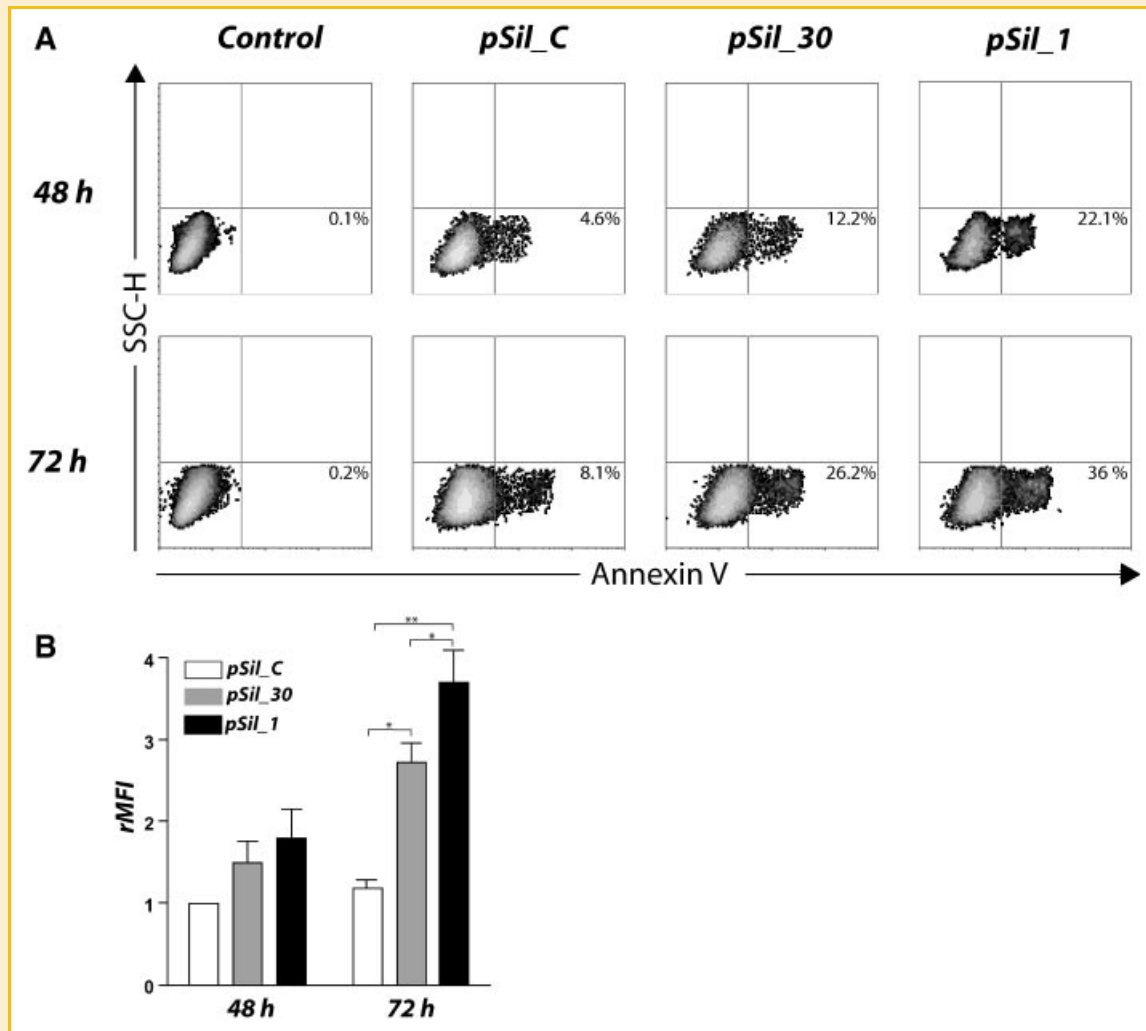 A
Control pSil_C pSil_30 pSil_1
48 h
0.1% 4.6% 12.2% 22.1%
SSC-H
72 h
0.2% 8.1% 26.2% 36 %
Annexin V
B
** 
*
*
4
pSil_C
pSil_30
pSil_1
3
rMFI
2
1
0
48 h 72 h